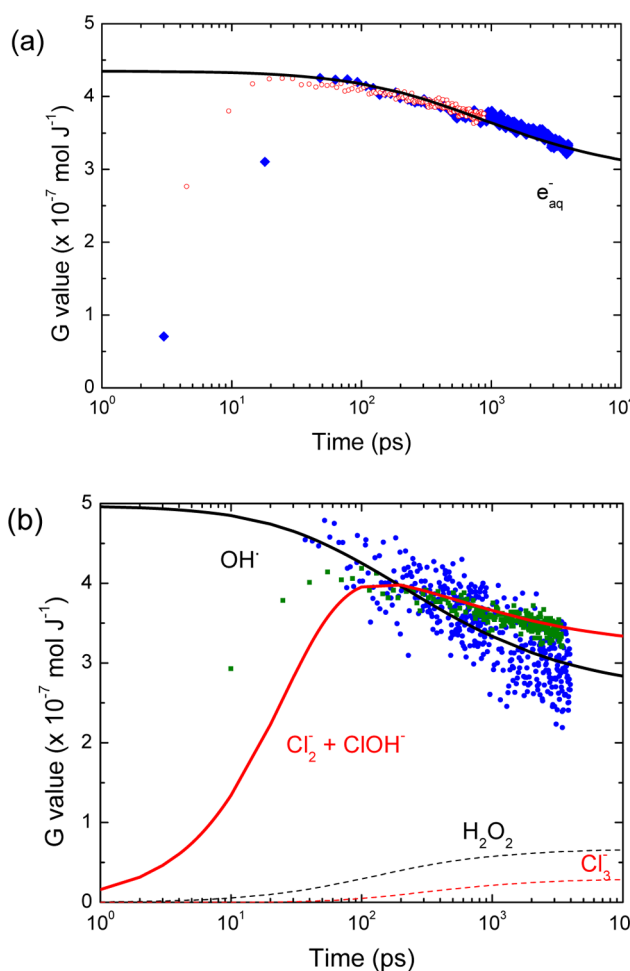 (a)
5
4
3
2
1
0
G value (x 10⁻⁷ mol J⁻¹)
e⁻aq
10⁰ 10¹ 10² 10³ 10
Time (ps)
(b)
5
4
3
2
1
0
G value (x 10⁻⁷ mol J⁻¹)
OH·
Cl₂⁻ + ClOH⁻
H₂O₂
Cl₃⁻
10⁰ 10¹ 10² 10³ 10
Time (ps)